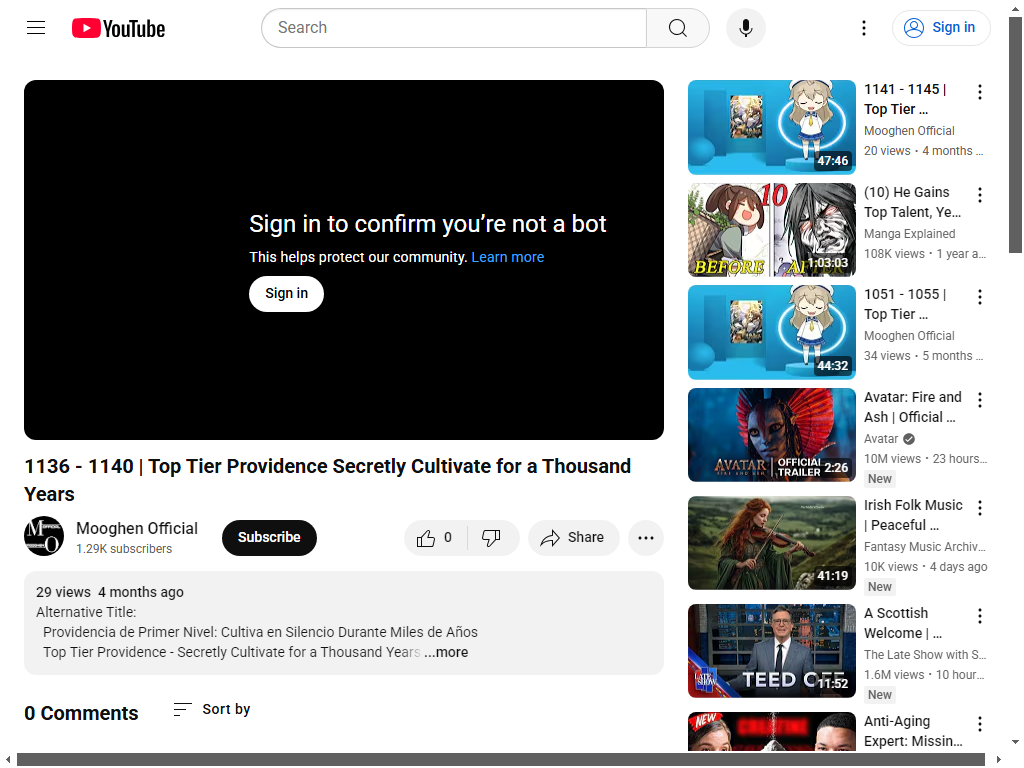 YouTube
Search
Sign in
Sign in to confirm you’re not a bot
This helps protect our community. Learn more
Sign in
1136 - 1140 | Top Tier Providence Secretly Cultivate for a Thousand
Years
Mooghen Official
1.29K subscribers
Subscribe
0
Share
29 views 4 months ago
Alternative Title:
Providencia de Primer Nivel: Cultiva en Silencio Durante Miles de Años
Top Tier Providence - Secretly Cultivate for a Thousand Years ...more
0 Comments
Sort by
47:46
1141 - 1145 |
Top Tier ...
Mooghen Official
20 views • 4 months ...
10
BEFORE
1:03:03
(10) He Gains
Top Talent, Ye...
Manga Explained
108K views • 1 year a...
44:32
1051 - 1055 |
Top Tier ...
Mooghen Official
34 views • 5 months ...
AVATAR
FIRE AND ASH
OFFICIAL
TRAILER
2:26
Avatar: Fire and
Ash | Official ...
Avatar
10M views • 23 hours...
New
41:19
Irish Folk Music
| Peaceful ...
Fantasy Music Archiv...
10K views • 4 days ago
New
LATE SHOW
TEED OFF
11:52
A Scottish
Welcome | ...
The Late Show with S...
1.6M views • 10 hour...
New
NEW
CREATINE
Anti-Aging
Expert: Missin...